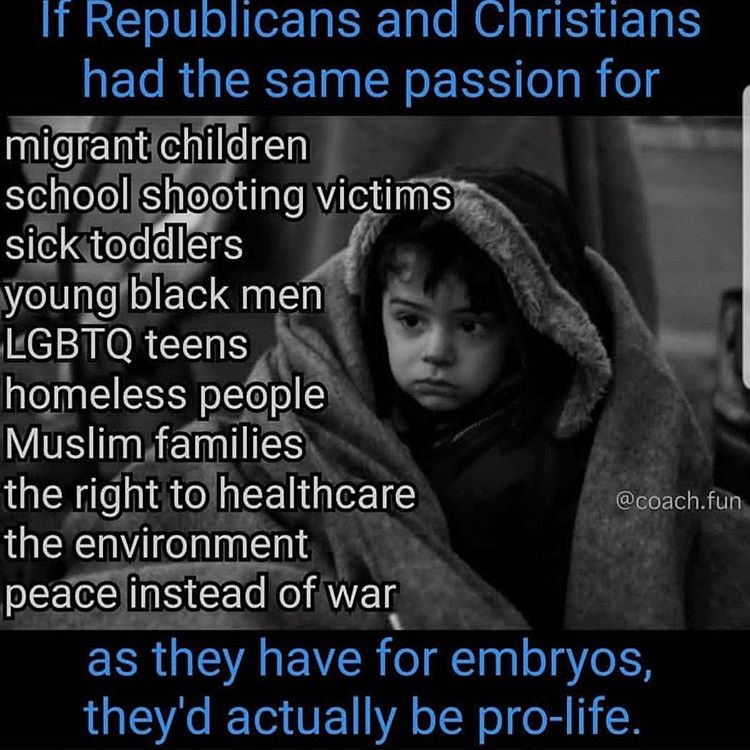 If Republicans and Christians
had the same passion for
migrant children
school shooting victims
sick toddlers
young black men
LGBTQ teens
homeless people
Muslim families
the right to healthcare
@coach.fun
the environment
peace instead of war
as they have for embryos,
they'd actually be pro-life.